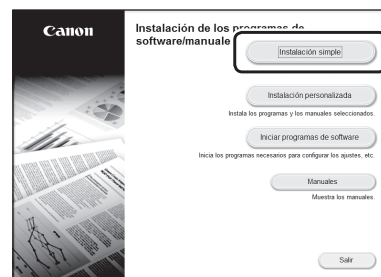 Canon
Instalación de los programas de
software/manuale
Instalación simple
Instalación personalizada
Instala los programas y los manuales seleccionados.
Iniciar programas de software
Inicia los programas necesarios para configurar los ajustes, etc.
Manuales
Muestra los manuales.
Salir